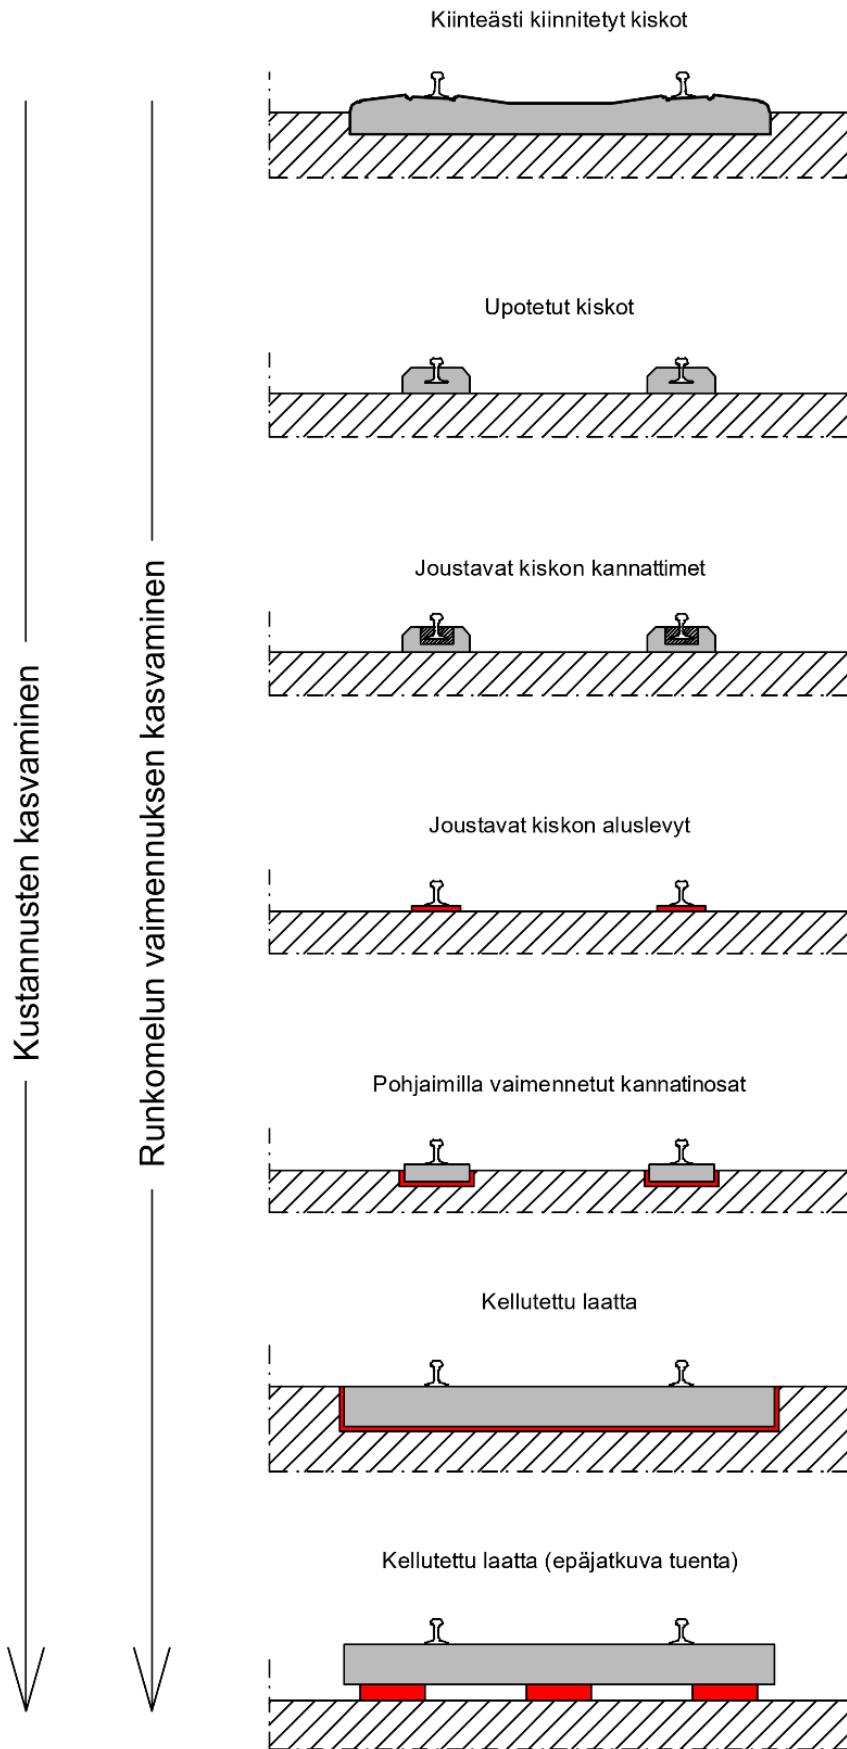 Kiinteästi kiinnitetyt kiskot
Upotetut kiskot
Joustavat kiskon kannattimet
Joustavat kiskon aluslevyt
Pohjaimilla vaimennetut kannatinosat
Kellutettu laatta
Kellutettu laatta (epäjatkuva tuenta)
Kustannusten kasvaminen
Runkomelun vaimennuksen kasvaminen